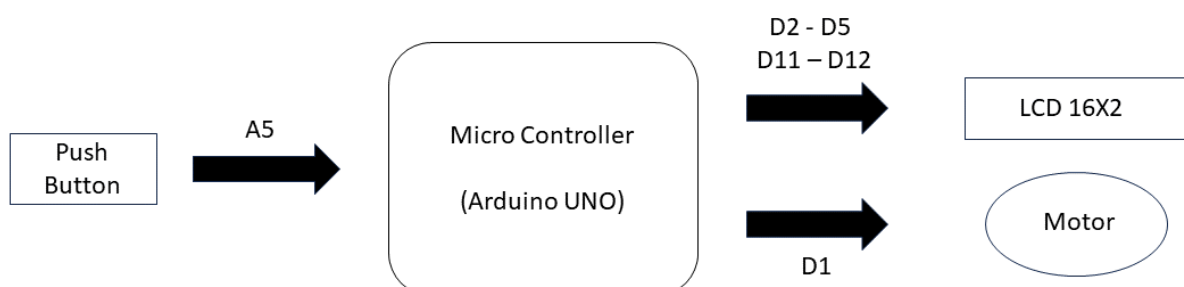 Push
Button
A5
Micro Controller
(Arduino UNO)
D2 - D5
D11 – D12
LCD 16X2
Motor
D1